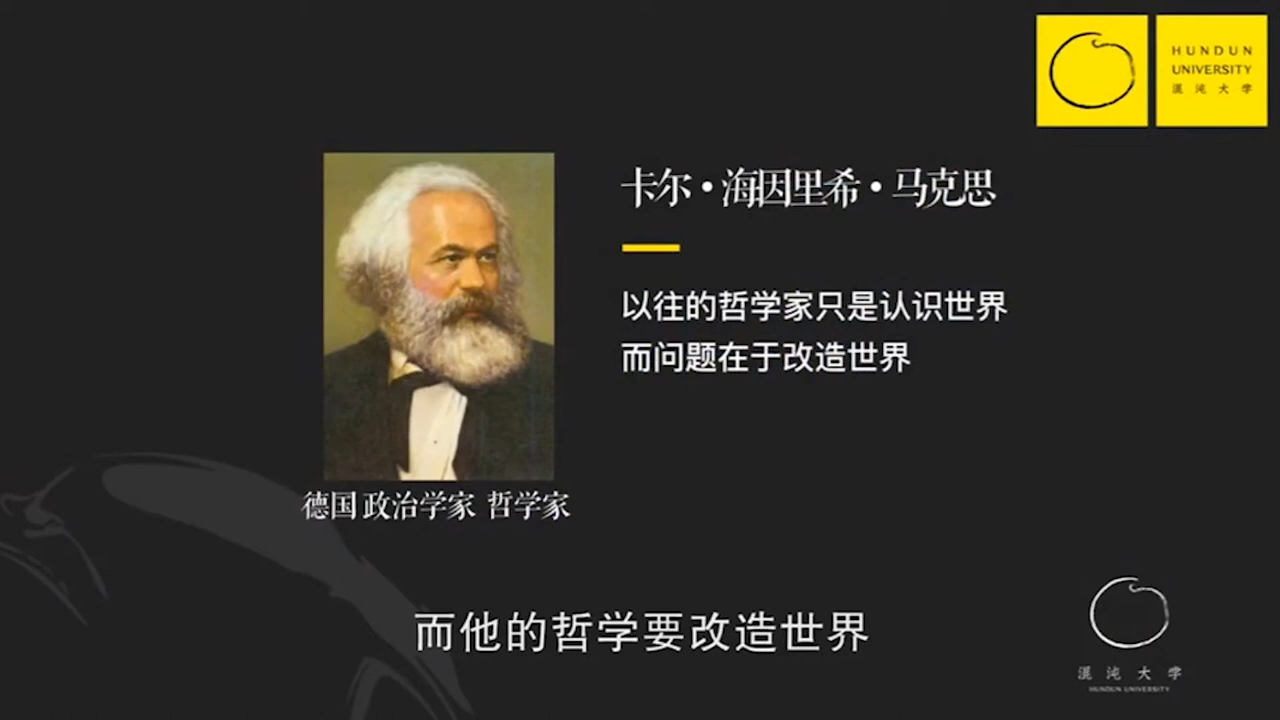 HUNDUN
UNIVERSITY
混沌大学
卡尔·海因里希·马克思
以往的哲学家只是认识世界
而问题在于改造世界
德国 政治学家 哲学家
而他的哲学要改造世界
混沌大学
HUNDUN UNIVERSITY